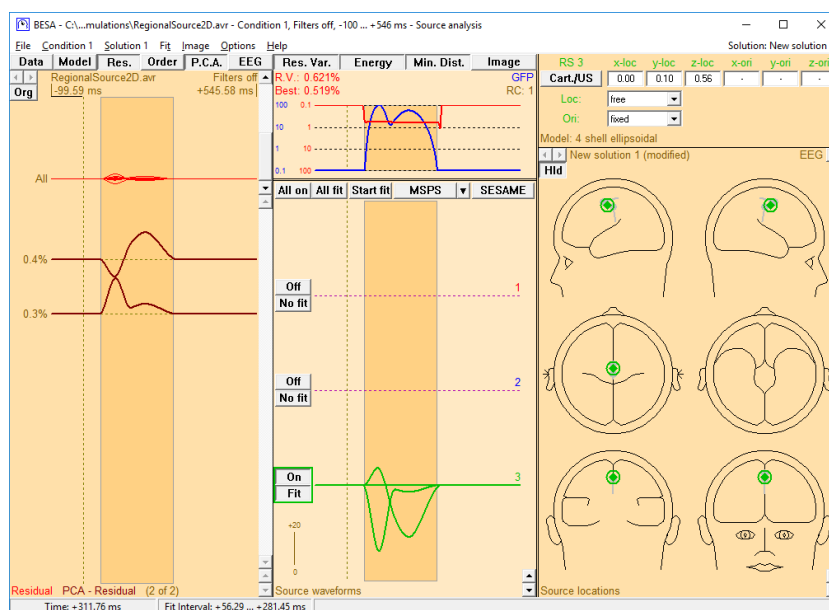 BESA - C:\...mulations\RegionalSource2D.avr - Condition 1, Filters off, -100 ... +546 ms - Source analysis
File Condition 1 Solution 1 Fit Image Options Help Solution: New solution
Data Model Res. Order P.C.A. EEG
RegionalSource2D.avr Filters off
Org -99.59 ms +545.58 ms
All
0.4%
0.3%
Residual PCA - Residual (2 of 2)
Res. Var. Energy Min. Dist. Image
R.V.: 0.621% GFP
Best: 0.519% RC: 1
100 0.1
10 1
1 10
0.1 100
All on All fit Start fit MSPS SESAME
Off 1
No fit
Off 2
No fit
On 3
Fit
+20
0
Source waveforms
RS 3 x-loc y-loc z-loc x-ori y-ori z-ori
Cart./US 0.00 0.10 0.56 - - -
Loc: free
Ori: fixed
Model: 4 shell ellipsoidal
New solution 1 (modified) EEG
Hld
Source locations
Time: +311.76 ms Fit Interval: +56.29 ... +281.45 ms